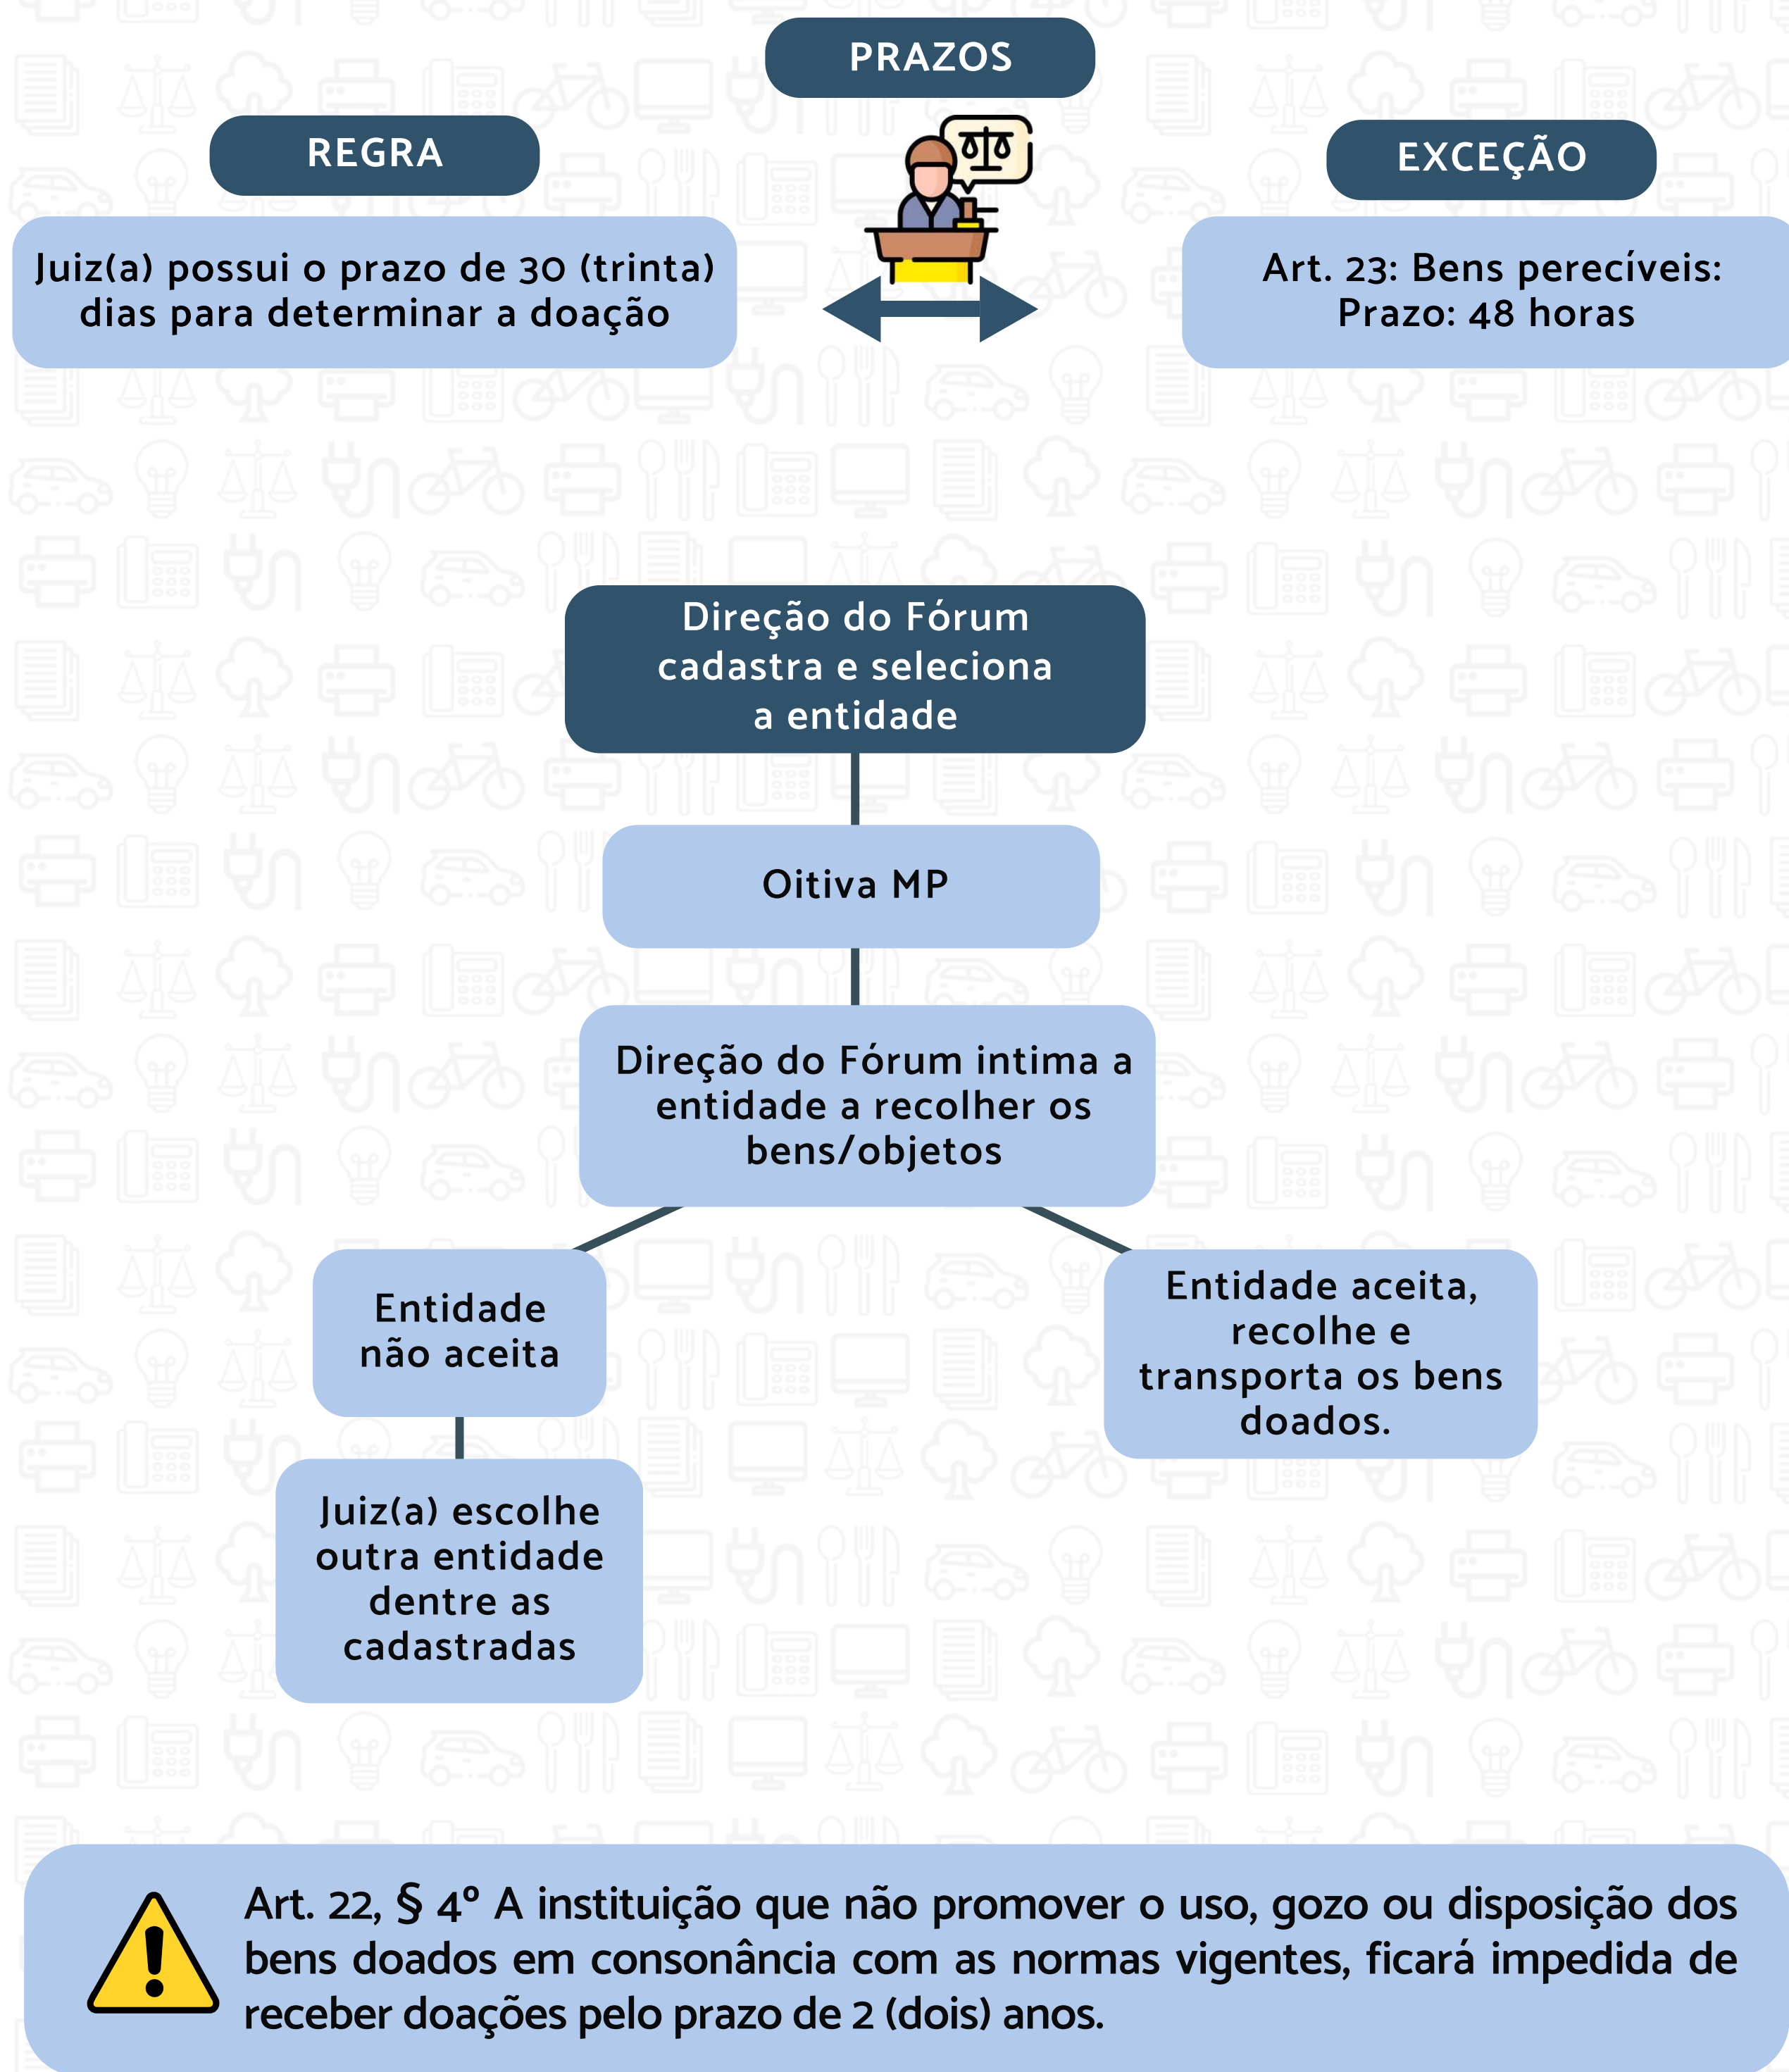 PRAZOS
REGRA
Juiz(a) possui o prazo de 30 (trinta)
dias para determinar a doação
EXCEÇÃO
Art. 23: Bens perecíveis:
Prazo: 48 horas
Direção do Fórum
cadastra e seleciona
a entidade
Oitiva MP
Direção do Fórum intima a
entidade a recolher os
bens/objetos
Entidade
não aceita
Juiz(a) escolhe
outra entidade
dentre as
cadastradas
Entidade aceita,
recolhe e
transporta os bens
doados.
Art. 22, § 4º A instituição que não promover o uso, gozo ou disposição dos
bens doados em consonância com as normas vigentes, ficará impedida de
receber doações pelo prazo de 2 (dois) anos.